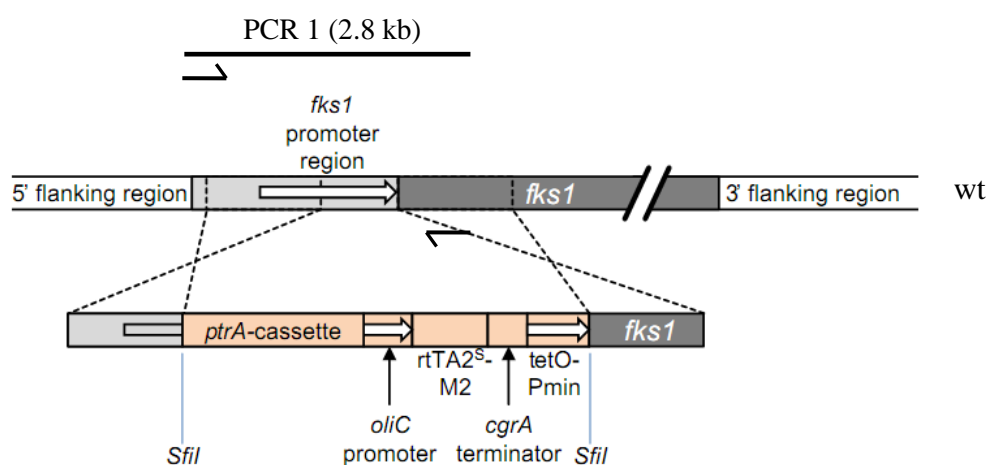 PCR 1 (2.8 kb)
fks1
promoter
region
5' flanking region
fks1
3' flanking region
wt
ptrA-cassette
fks1
rtTA2S-
M2
tetO-
Pmin
oliC
promoter
cgrA
terminator
SfiI
SfiI